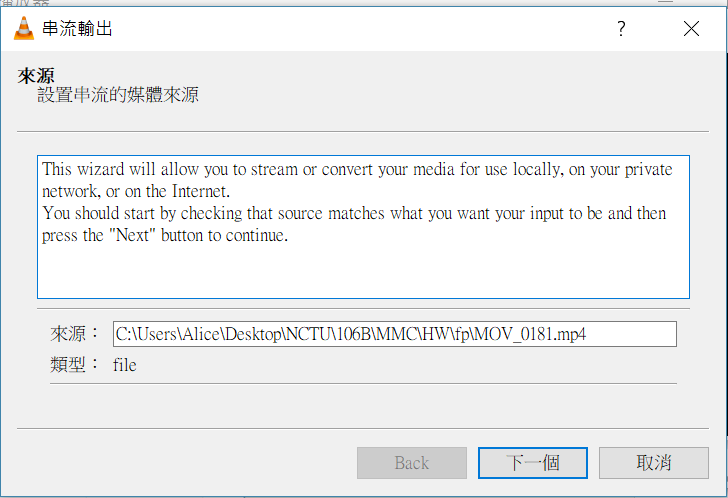 串流輸出
?
來源
設置串流的媒體來源
This wizard will allow you to stream or convert your media for use locally, on your private
network, or on the Internet.
You should start by checking that source matches what you want your input to be and then
press the "Next" button to continue.
來源： C:\Users\Alice\Desktop\NCTU\106B\MMC\HW\fp\MOV_0181.mp4
類型： file
Back 下一個 取消